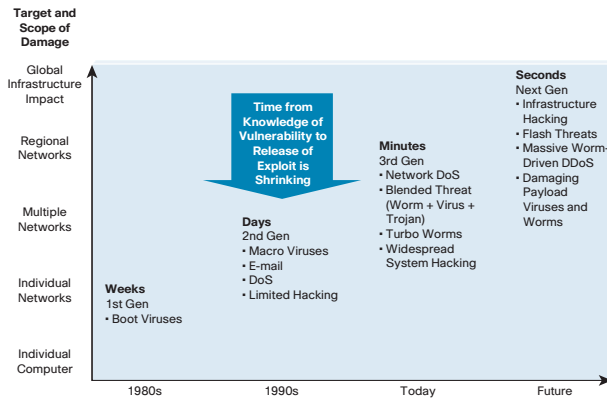 Target and
Scope of
Damage
Global
Infrastructure
Impact
Regional
Networks
Multiple
Networks
Individual
Networks
Individual
Computer
Time from
Knowledge of
Vulnerability to
Release of
Exploit is
Shrinking
Weeks
1st Gen
▪ Boot Viruses
Days
2nd Gen
▪ Macro Viruses
▪ E-mail
▪ DoS
▪ Limited Hacking
Minutes
3rd Gen
▪ Network DoS
▪ Blended Threat
(Worm + Virus +
Trojan)
▪ Turbo Worms
▪ Widespread
System Hacking
Seconds
Next Gen
▪ Infrastructure
Hacking
▪ Flash Threats
▪ Massive Worm-
Driven DDoS
▪ Damaging
Payload
Viruses and
Worms
1980s
1990s
Today
Future